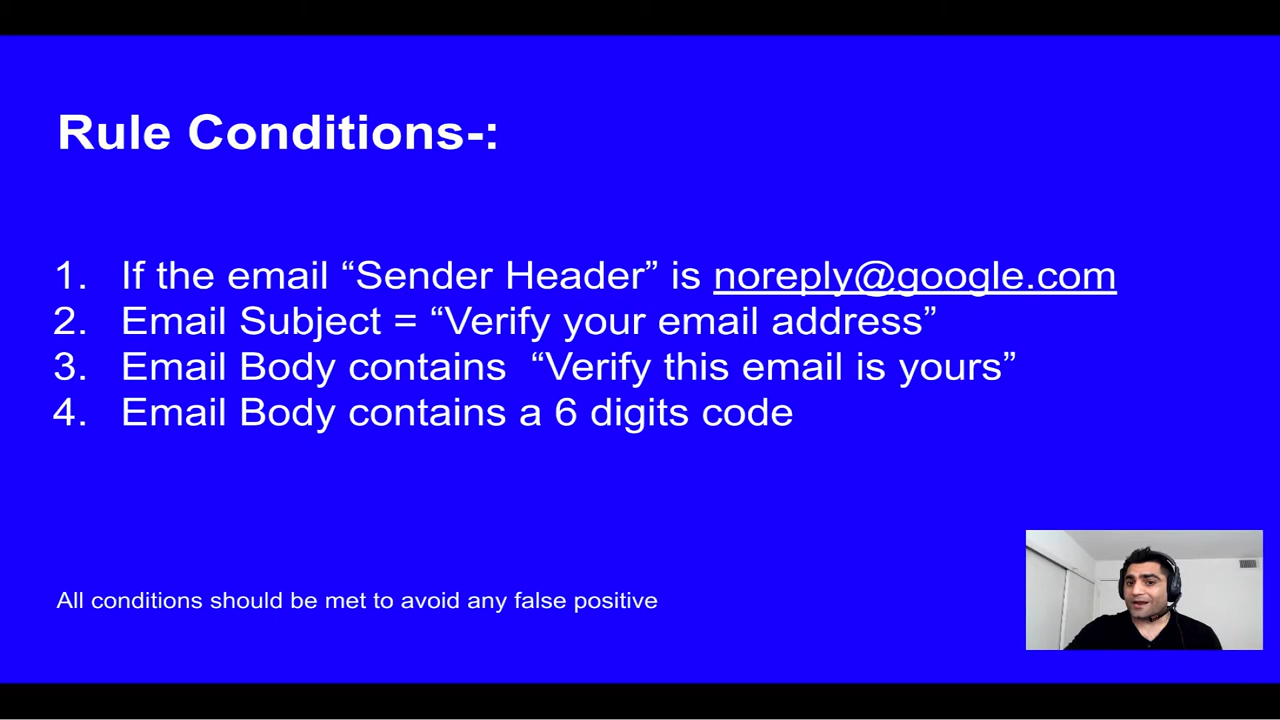 Rule Conditions-:
1. If the email “Sender Header” is noreply@google.com
2. Email Subject = “Verify your email address”
3. Email Body contains “Verify this email is yours”
4. Email Body contains a 6 digits code
All conditions should be met to avoid any false positive